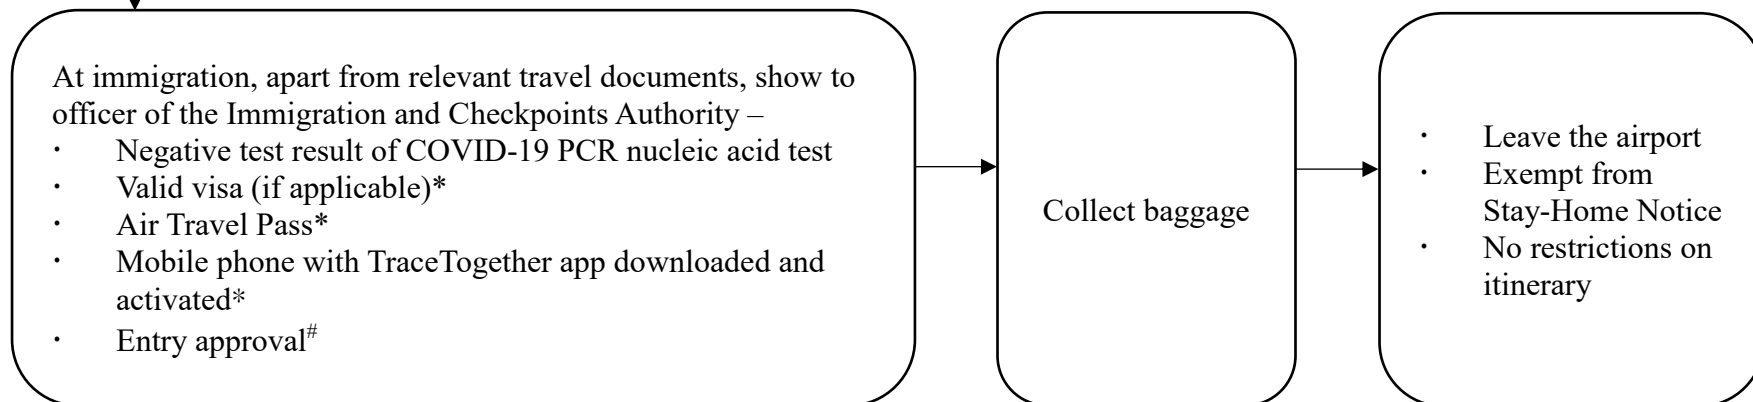 At immigration, apart from relevant travel documents, show to
officer of the Immigration and Checkpoints Authority –
· Negative test result of COVID-19 PCR nucleic acid test
· Valid visa (if applicable)*
· Air Travel Pass*
· Mobile phone with TraceTogether app downloaded and
activated*
· Entry approval#
Collect baggage
· Leave the airport
· Exempt from
Stay-Home Notice
· No restrictions on
itinerary